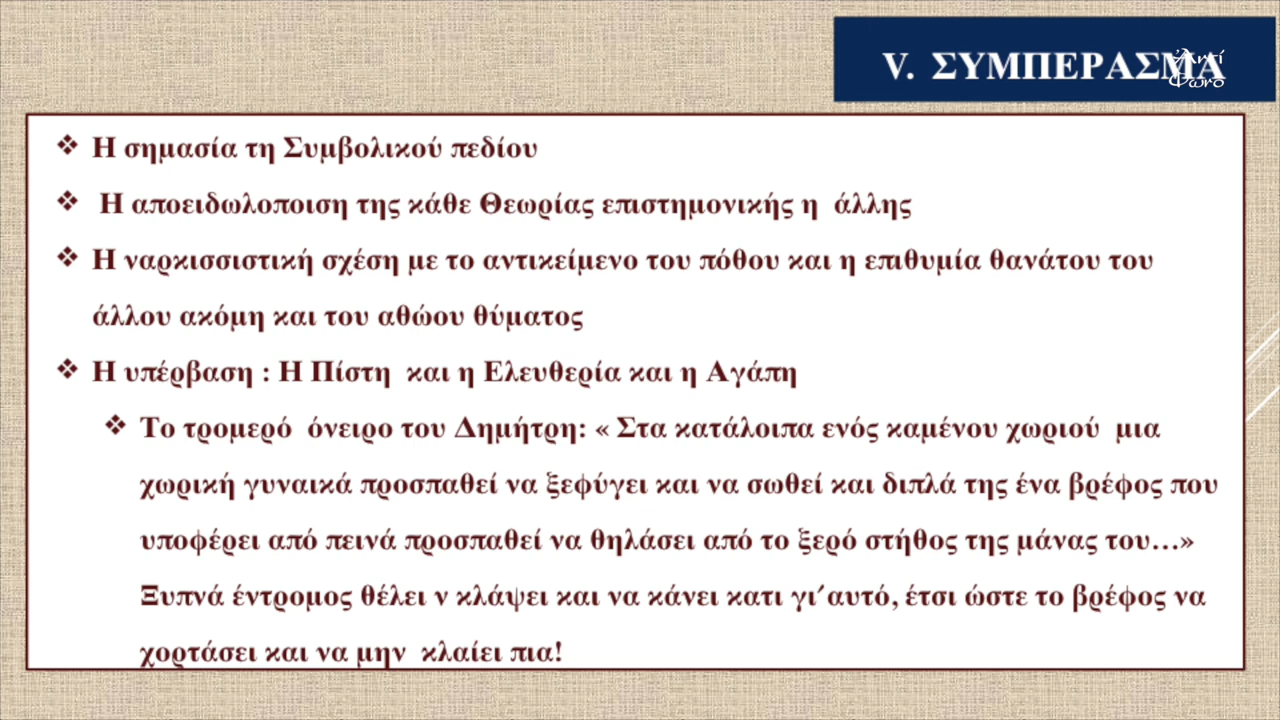 V. ΣΥΜΠΕΡΑΣΜΑ
Ἀντί
Φωνο
❖ Η σημασία τη Συμβολικού πεδίου
❖ Η αποειδωλοποιση της κάθε Θεωρίας επιστημονικής η άλλης
❖ Η ναρκισσιστική σχέση με το αντικείμενο του πόθου και η επιθυμία θανάτου του
άλλου ακόμη και του αθώου θύματος
❖ Η υπέρβαση : Η Πίστη και η Ελευθερία και η Αγάπη
❖ Το τρομερό όνειρο του Δημήτρη: « Στα κατάλοιπα ενός καμένου χωριού μια
χωρική γυναικά προσπαθεί να ξεφύγει και να σωθεί και διπλά της ένα βρέφος που
υποφέρει από πεινά προσπαθεί να θηλάσει από το ξερό στήθος της μάνας του…»
Ξυπνά έντρομος θέλει ν κλάψει και να κάνει κατι γι΄αυτό, έτσι ώστε το βρέφος να
χορτάσει και να μην κλαίει πια!